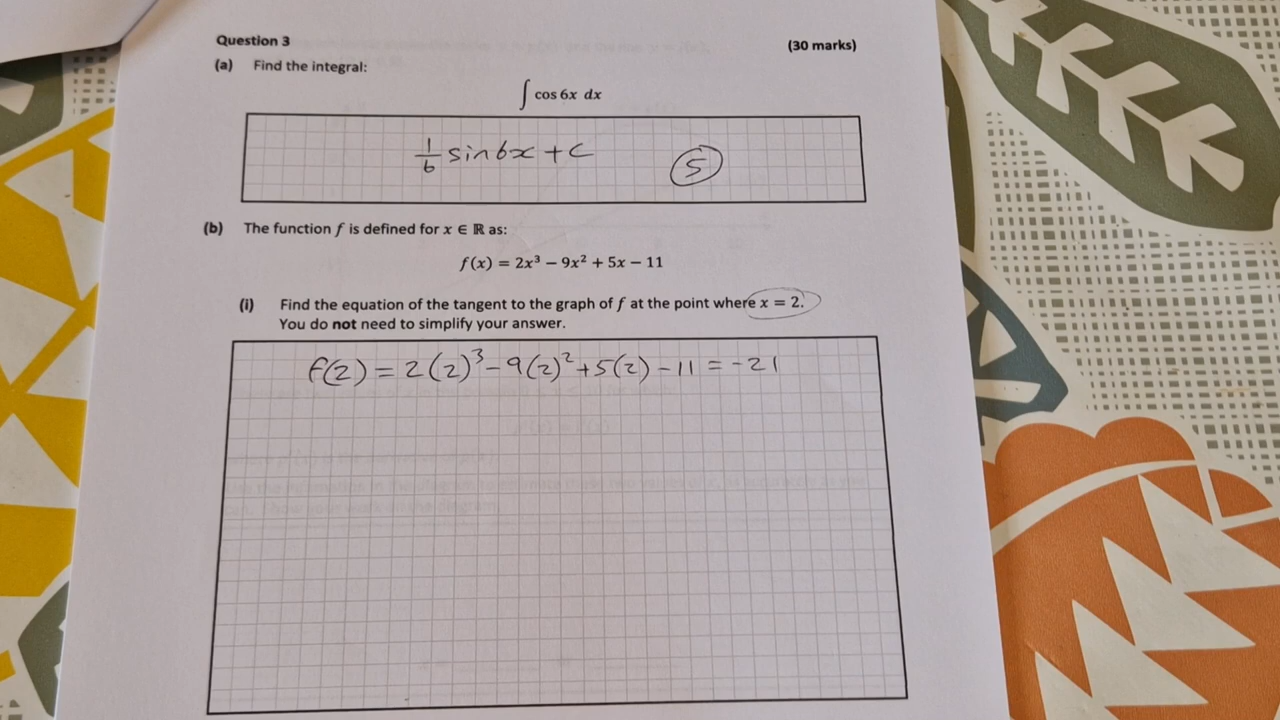 Question 3
(30 marks)
(a) Find the integral:
∫ cos 6x dx
1/6 sin6x + c
5
(b) The function f is defined for x ∈ ℝ as:
f(x) = 2x³ − 9x² + 5x − 11
(i) Find the equation of the tangent to the graph of f at the point where x = 2.
You do not need to simplify your answer.
f(2) = 2(2)³ − 9(2)² + 5(2) − 11 = −21